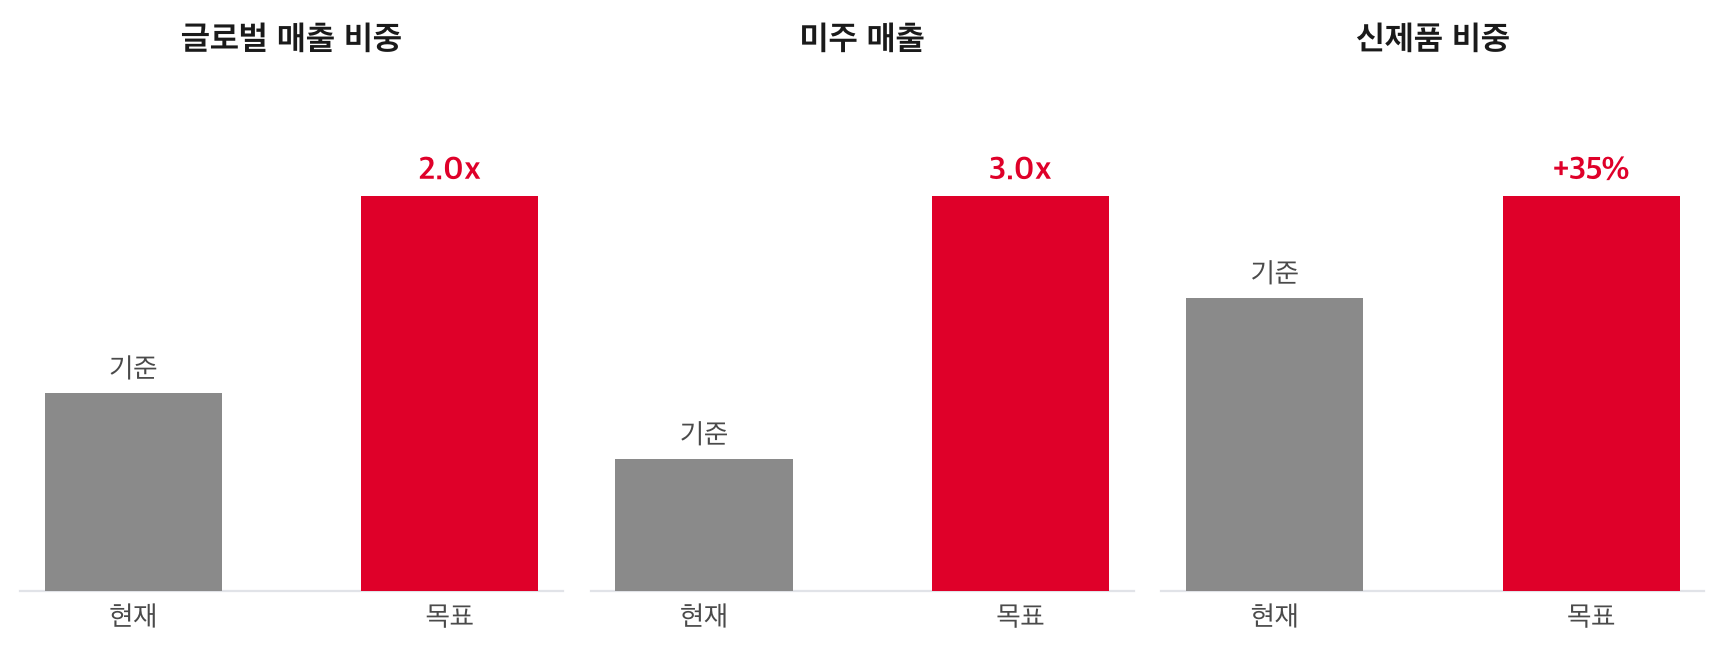 글로벌 매출 비중
2.0x
기준
현재
목표
미주 매출
3.0x
기준
현재
목표
신제품 비중
+35%
기준
현재
목표